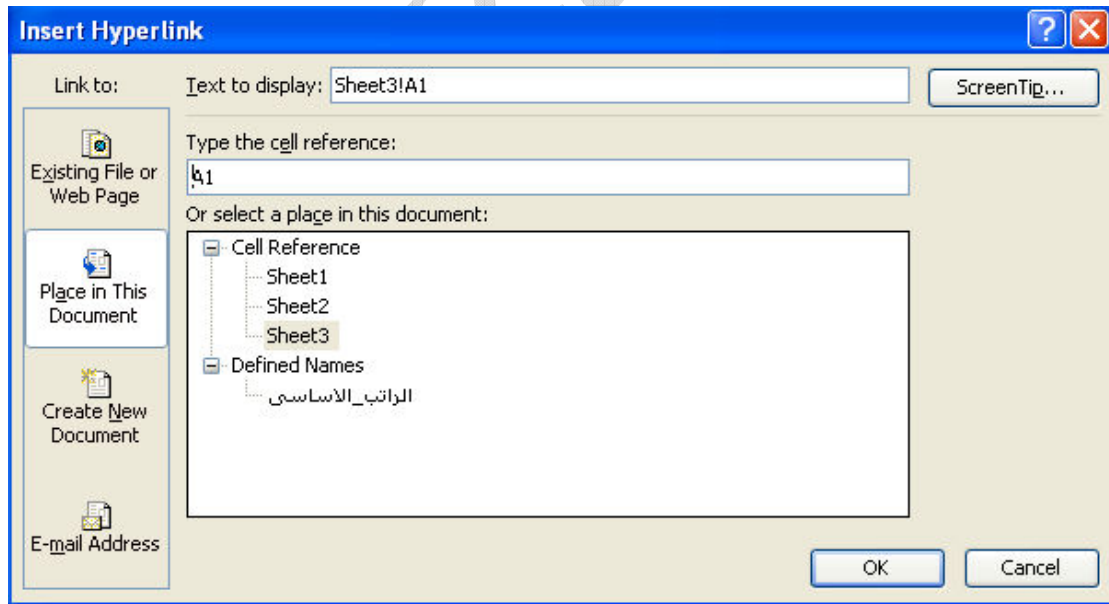 Insert Hyperlink
Link to:
Text to display: Sheet3!A1
ScreenTip...
Existing File or
Web Page
Place in This
Document
Create New
Document
E-mail Address
Type the cell reference:
A1
Or select a place in this document:
Cell Reference
Sheet1
Sheet2
Sheet3
Defined Names
الراتب_الاساسى
OK
Cancel